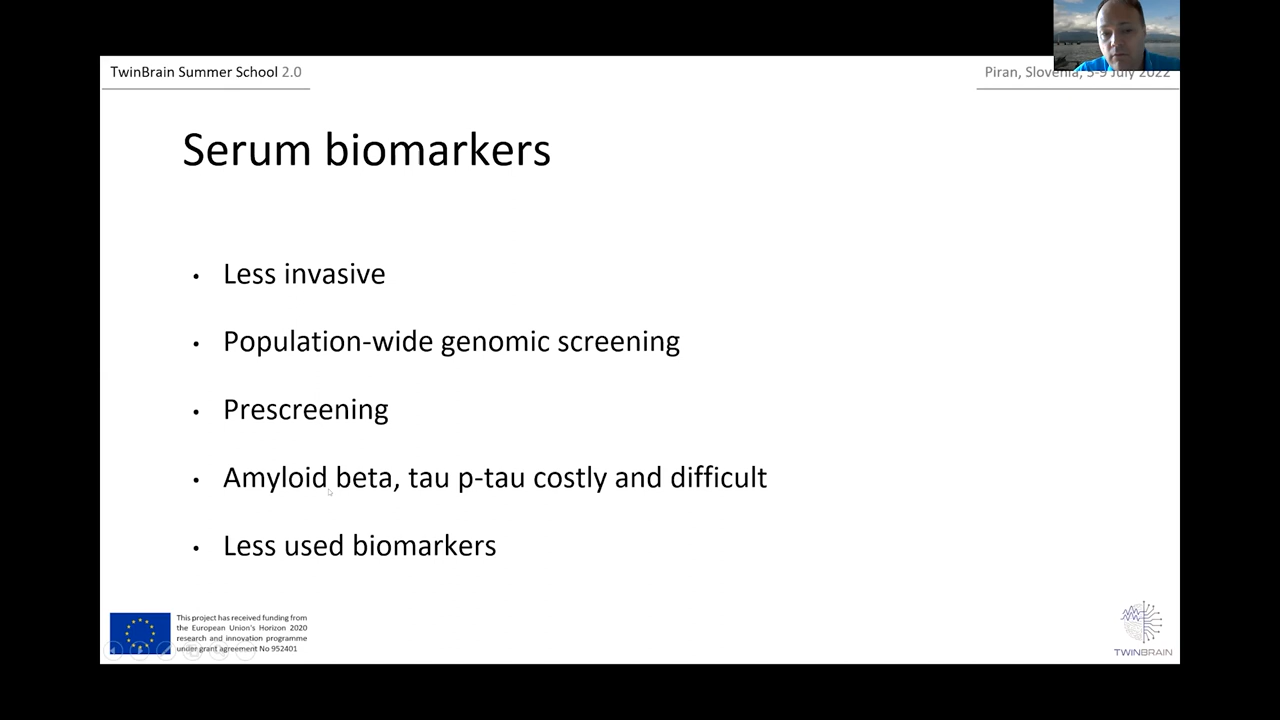 TwinBrain Summer School 2.0
Piran, Slovenia, 5-9 July 2022
Serum biomarkers
• Less invasive
• Population-wide genomic screening
• Prescreening
• Amyloid beta, tau p-tau costly and difficult
• Less used biomarkers
This project has received funding from
the European Union's Horizon 2020
research and innovation programme
under grant agreement No 952401
TWINBRAIN